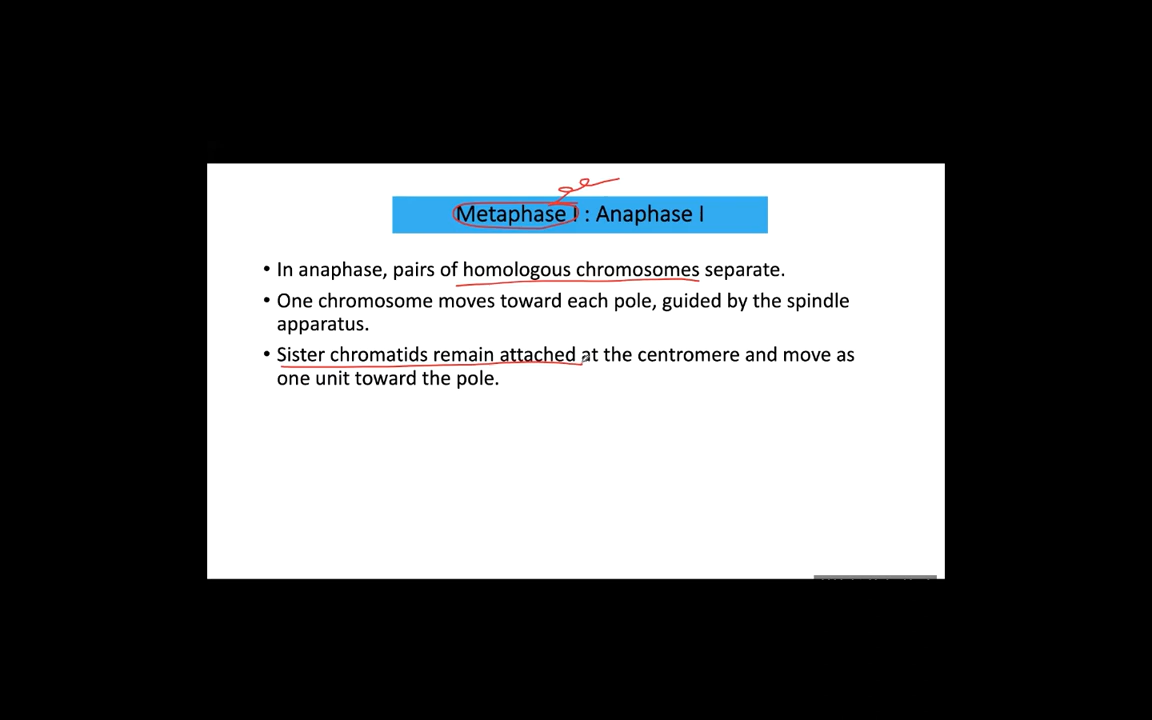 Metaphase I : Anaphase I
• In anaphase, pairs of homologous chromosomes separate.
• One chromosome moves toward each pole, guided by the spindle
apparatus.
• Sister chromatids remain attached at the centromere and move as
one unit toward the pole.